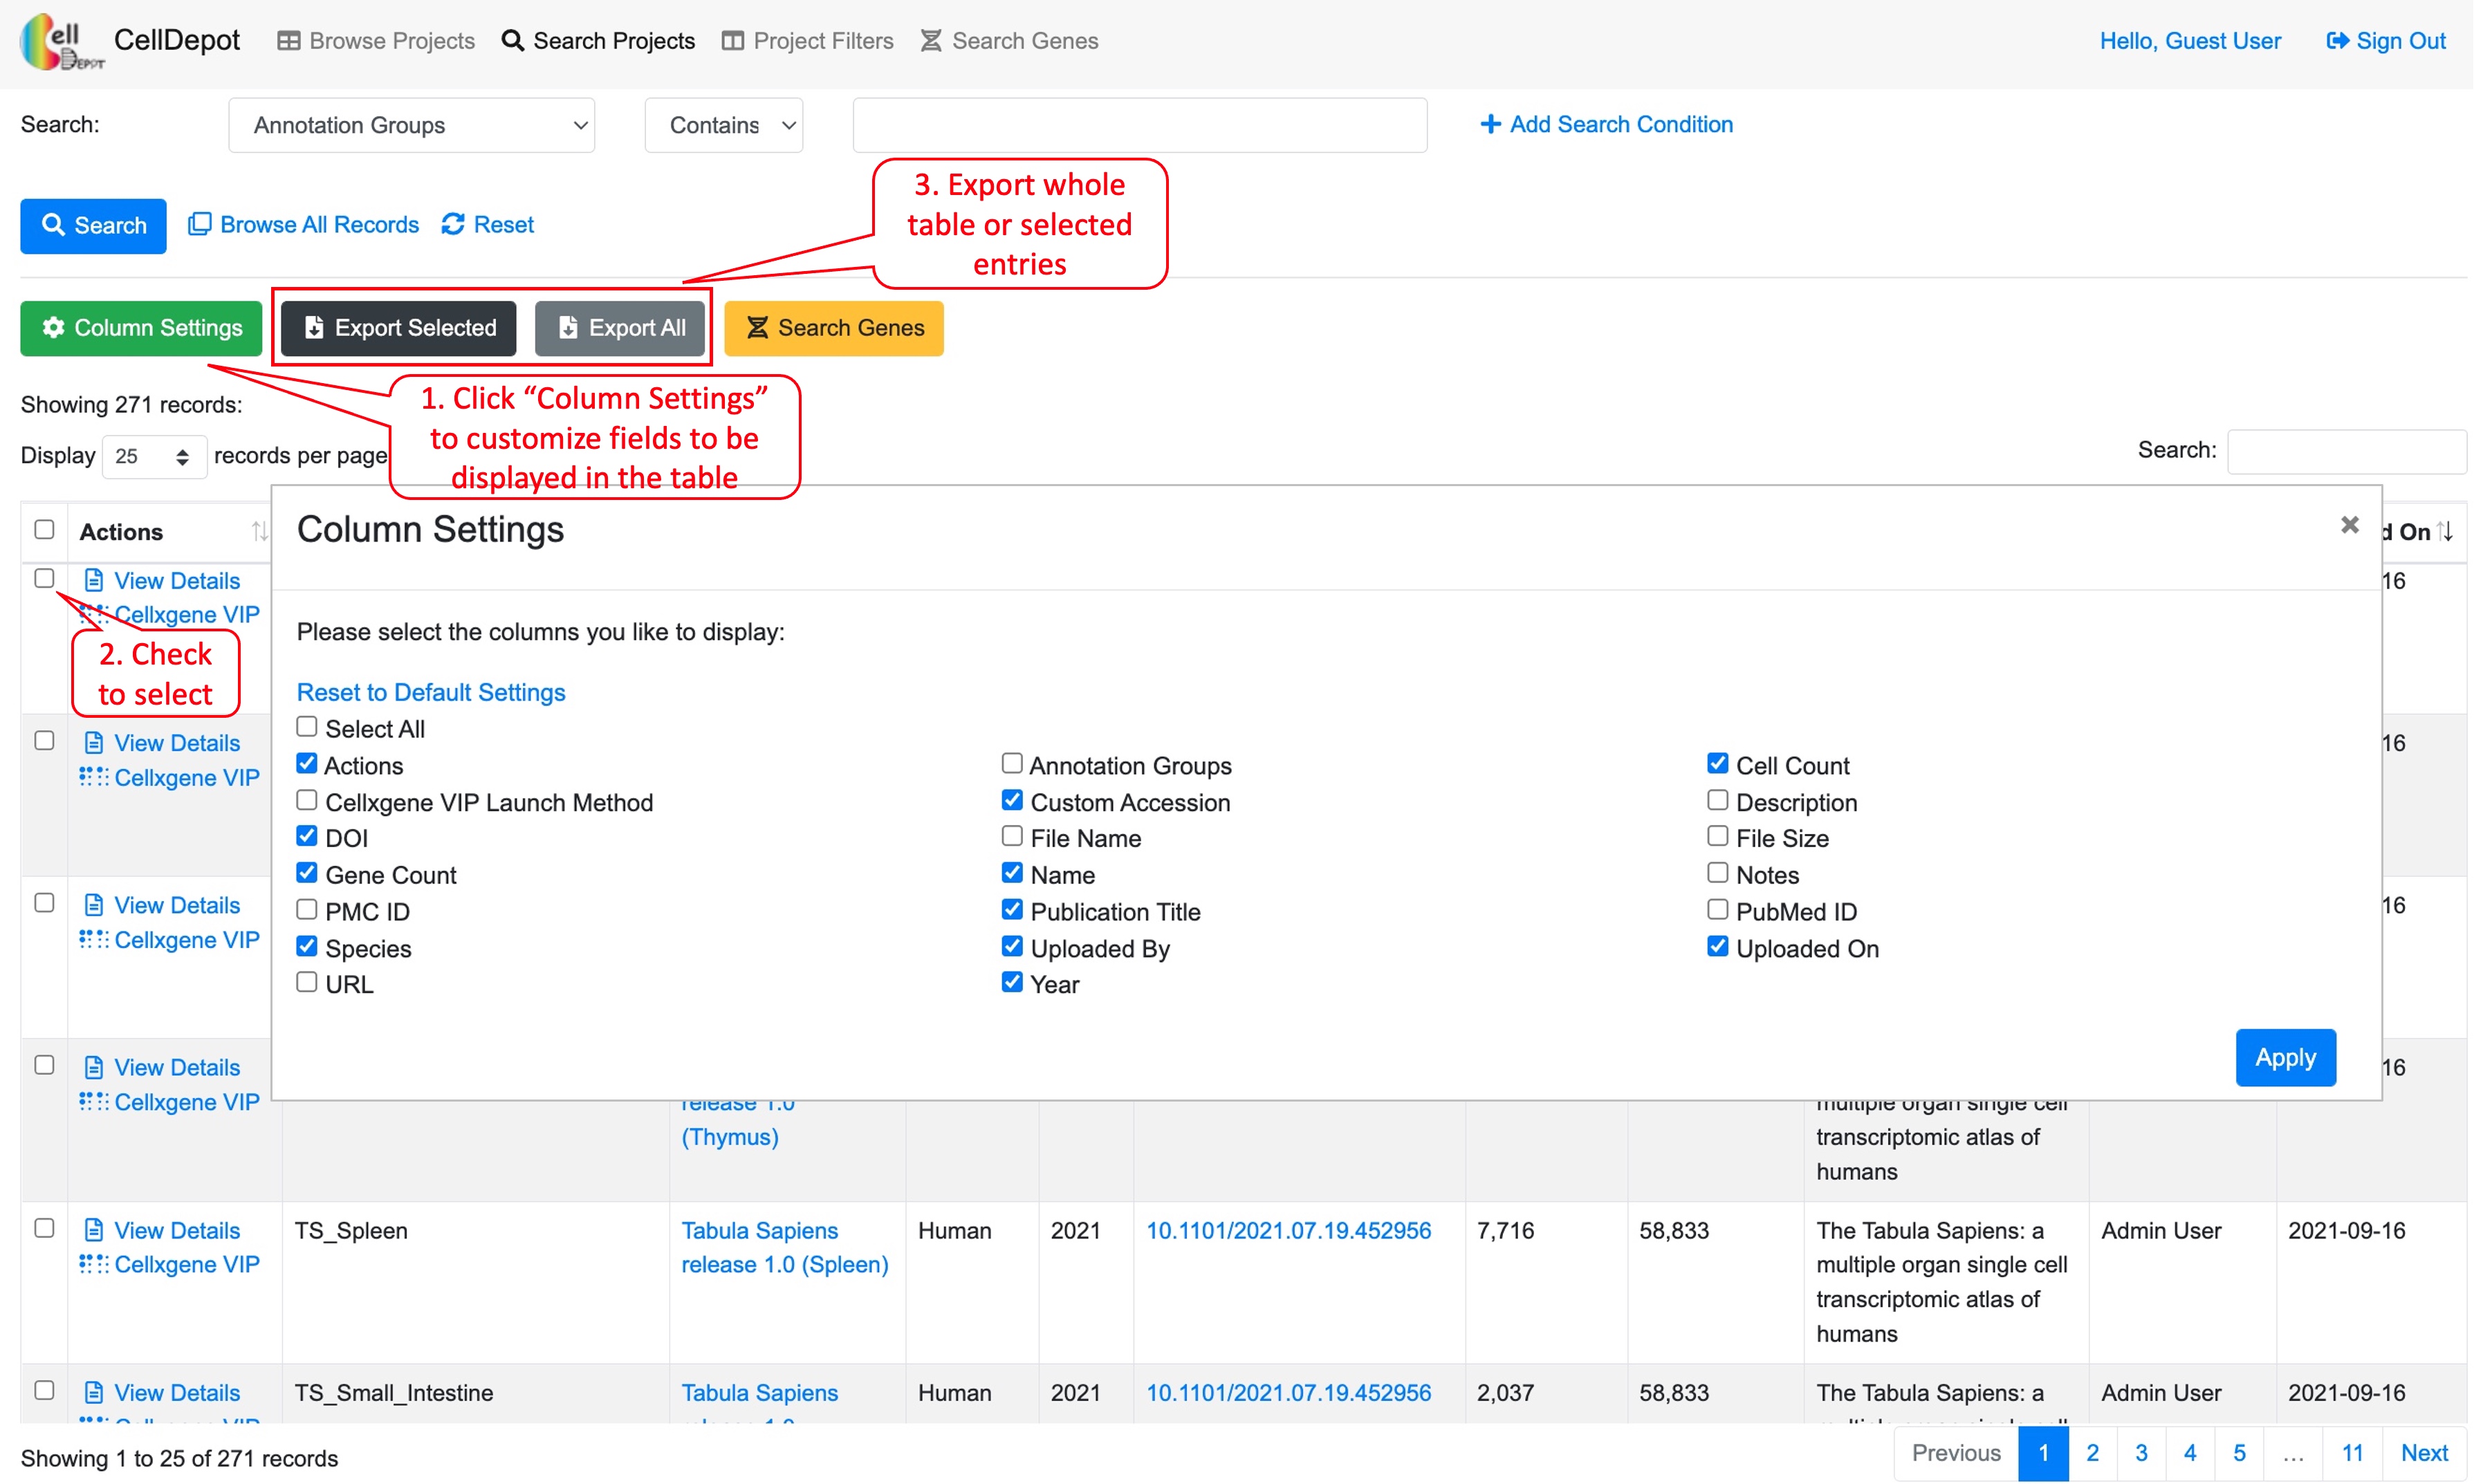 ell
DEPOT
CellDepot Browse Projects Search Projects Project Filters Search Genes Hello, Guest User Sign Out
Search: Annotation Groups Contains Add Search Condition
3. Export whole
table or selected
entries
Search Browse All Records Reset
Column Settings Export Selected Export All Search Genes
1. Click “Column Settings”
to customize fields to be
displayed in the table
Showing 271 records:
Display 25 records per page Search:
Actions d On
Column Settings
View Details 16
Cellxgene VIP
2. Check
to select
Please select the columns you like to display:
Reset to Default Settings
Select All
Actions Annotation Groups Cell Count
Cellxgene VIP Launch Method Custom Accession Description
DOI File Name File Size
Gene Count Name Notes
PMC ID Publication Title PubMed ID
Species Uploaded By Uploaded On
URL Year
Apply
View Details 16
Cellxgene VIP
View Details 16
Cellxgene VIP
View Details 16
Cellxgene VIP release 1.0 multiple organ single cell
(Thymus) transcriptomic atlas of
humans
View Details TS_Spleen Tabula Sapiens Human 2021 10.1101/2021.07.19.452956 7,716 58,833 The Tabula Sapiens: a Admin User 2021-09-16
Cellxgene VIP release 1.0 (Spleen) multiple organ single cell
transcriptomic atlas of
humans
View Details TS_Small_Intestine Tabula Sapiens Human 2021 10.1101/2021.07.19.452956 2,037 58,833 The Tabula Sapiens: a Admin User 2021-09-16
Showing 1 to 25 of 271 records Previous 1 2 3 4 5 … 11 Next